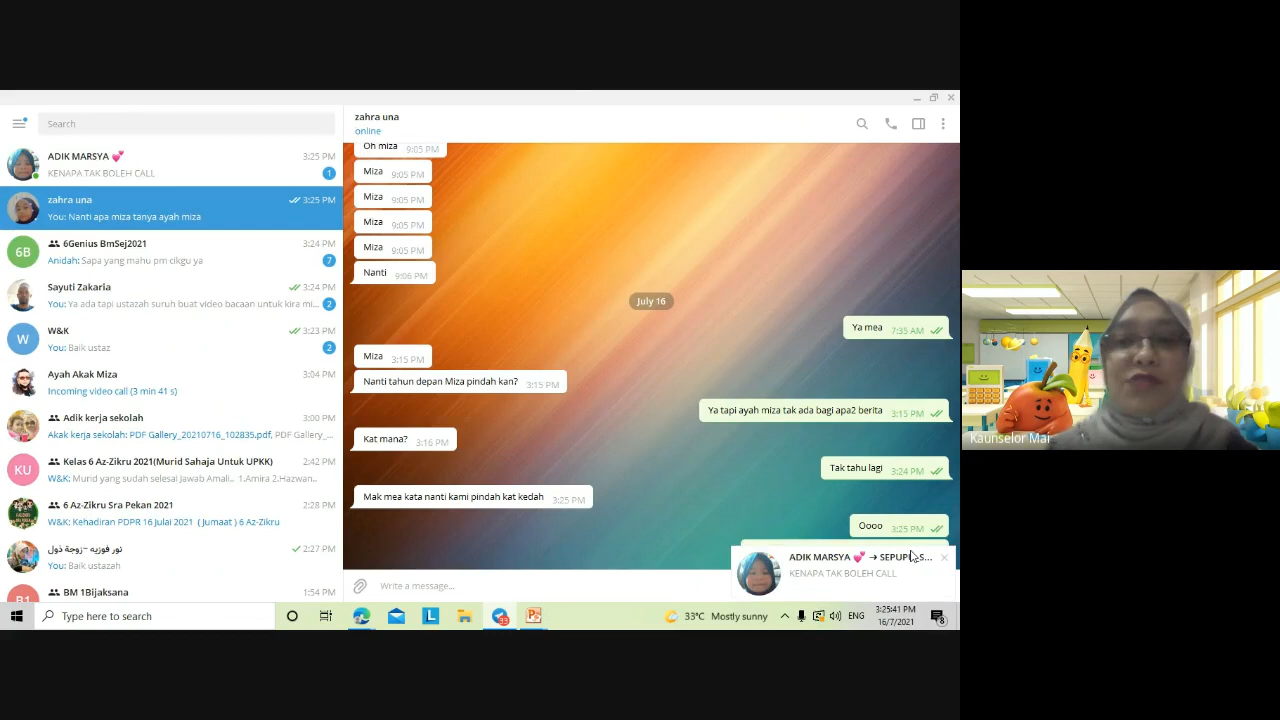 Search
ADIK MARSYA 💕 3:25 PM
KENAPA TAK BOLEH CALL 1
zahra una 3:25 PM
You: Nanti apa miza tanya ayah miza
6B 6Genius BmSej2021 3:24 PM
Anidah: Sapa yang mahu pm cikgu ya 7
Sayuti Zakaria 3:24 PM
You: Ya ada tapi ustazah suruh buat video bacaan untuk kira mi... 2
W W&K 3:23 PM
You: Baik ustaz 2
Ayah Akak Miza 3:04 PM
Incoming video call (3 min 41 s)
Adik kerja sekolah 3:00 PM
Akak kerja sekolah: PDF Gallery_20210716_102835.pdf, PDF Gallery_...
KU Kelas 6 Az-Zikru 2021(Murid Sahaja Untuk UPKK) 2:42 PM
W&K: Murid yang sudah selesai Jawab Amali.. 1.Amira 2.Hazwan...
6 Az-Zikru Sra Pekan 2021 2:28 PM
W&K: Kehadiran PDPR 16 Julai 2021 ( Jumaat ) 6 Az-Zikru
نور فوزيه ~زوجة ذول 2:27 PM
You: Baik ustazah
B1 BM 1Bijaksana 1:54 PM
zahra una
online
Oh miza 9:05 PM
Miza 9:05 PM
Miza 9:05 PM
Miza 9:05 PM
Miza 9:05 PM
Nanti 9:06 PM
July 16
Ya mea 7:35 AM
Miza 3:15 PM
Nanti tahun depan Miza pindah kan? 3:15 PM
Ya tapi ayah miza tak ada bagi apa2 berita 3:15 PM
Kat mana? 3:16 PM
Tak tahu lagi 3:24 PM
Mak mea kata nanti kami pindah kat kedah 3:25 PM
Oooo 3:25 PM
ADIK MARSYA 💕 → SEPUPU S...
KENAPA TAK BOLEH CALL
Write a message...
Type here to search
L
33
33°C Mostly sunny
ENG
3:25:41 PM
16/7/2021
8
Kaunselor Mai